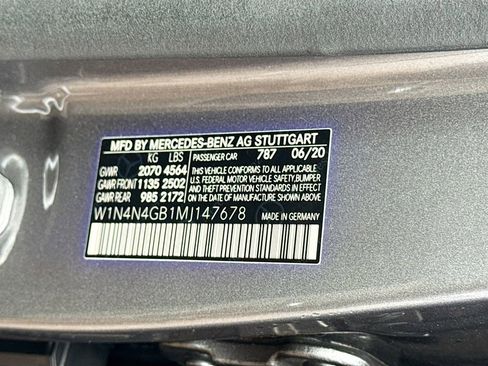 MFD BY MERCEDES-BENZ AG STUTTGART
KG LBS PASSENGER CAR 787 06/20
GVWR 2070 4564 THIS VEHICLE CONFORMS TO ALL APPLICABLE
GAWR FRONT 1135 2502 U.S. FEDERAL MOTOR VEHICLE SAFETY, BUMPER
GAWR REAR 985 2172 AND THEFT PREVENTION STANDARDS IN EFFECT ON
DATE OF MANUFACTURE SHOWN ABOVE.
W1N4N4GB1MJ147678 MADE IN GERMANY